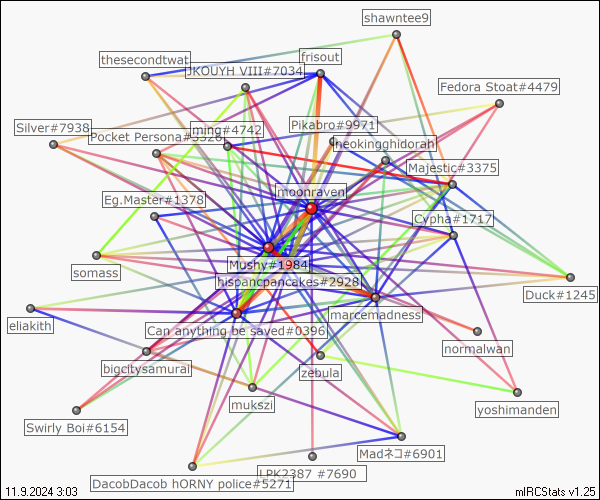 shawntee9
thesecondtwat
frisout
JKOUYH VIII#7034
Fedora Stoat#4479
Silver#7938
Pocket Persona#3326
ming#4742
Pikabro#9971
neokingghidorah
Majestic#3375
moonraven
Eg.Master#1378
Cypha#1717
Mushy#1984
somass
hispancpancakes#2928
Duck#1245
eliakith
Can anything be saved#0396
marcemadness
normalwan
bigcitysamurai
zebula
mukszi
yoshimanden
Swirly Boi#6154
Madネコ#6901
LPK2387 #7690
DacobDacob hORNY police#5271
11.9.2024 3:03
mIRCStats v1.25